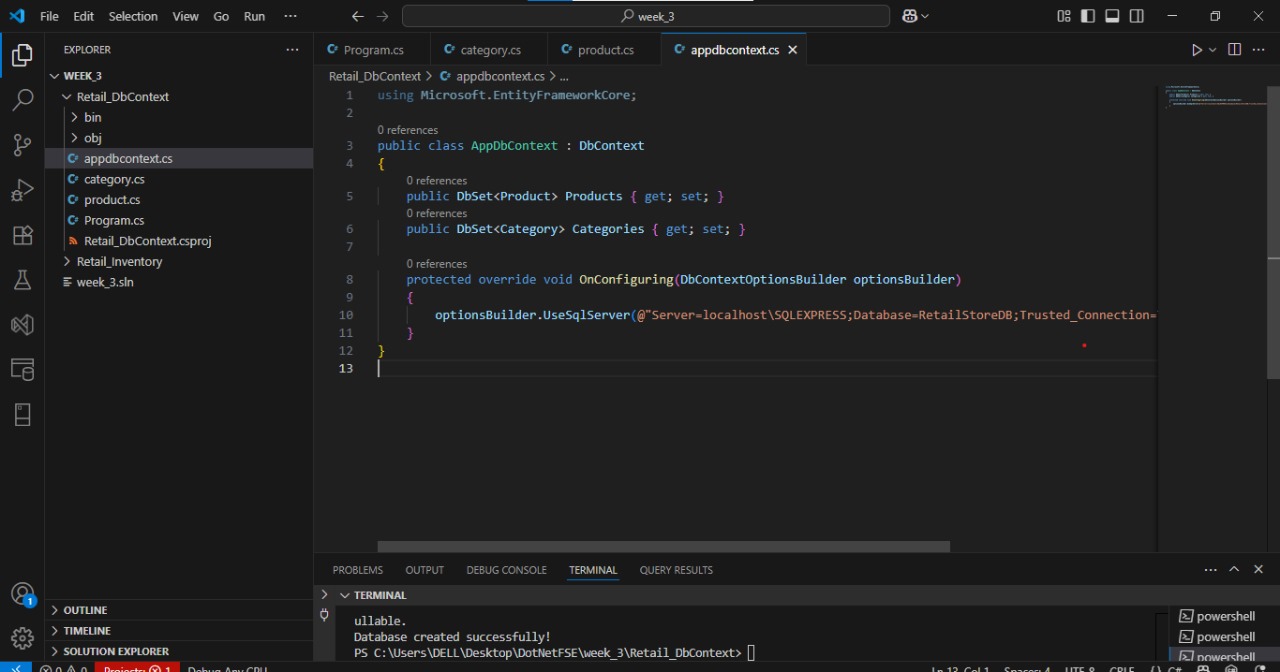 File Edit Selection View Go Run ...
week_3
EXPLORER
WEEK_3
Retail_DbContext
bin
obj
appdbcontext.cs
category.cs
product.cs
Program.cs
Retail_DbContext.csproj
Retail_Inventory
week_3.sln
OUTLINE
TIMELINE
SOLUTION EXPLORER
Program.cs category.cs product.cs appdbcontext.cs
Retail_DbContext > appdbcontext.cs > ...
1 using Microsoft.EntityFrameworkCore;
2
0 references
3 public class AppDbContext : DbContext
4 {
0 references
5 public DbSet<Product> Products { get; set; }
0 references
6 public DbSet<Category> Categories { get; set; }
7
0 references
8 protected override void OnConfiguring(DbContextOptionsBuilder optionsBuilder)
9 {
10 optionsBuilder.UseSqlServer(@"Server=localhost\SQLEXPRESS;Database=RetailStoreDB;Trusted_Connection=
11 }
12 }
13
PROBLEMS OUTPUT DEBUG CONSOLE TERMINAL QUERY RESULTS
TERMINAL
ullable.
Database created successfully!
PS C:\Users\DELL\Desktop\DotNetFSE\week_3\Retail_DbContext>
powershell
powershell
powershell
1
0 0 Projects: 1 Debug Any CPU Ln 13, Col 1 Spaces: 4 UTF-8 CRLF {} C#